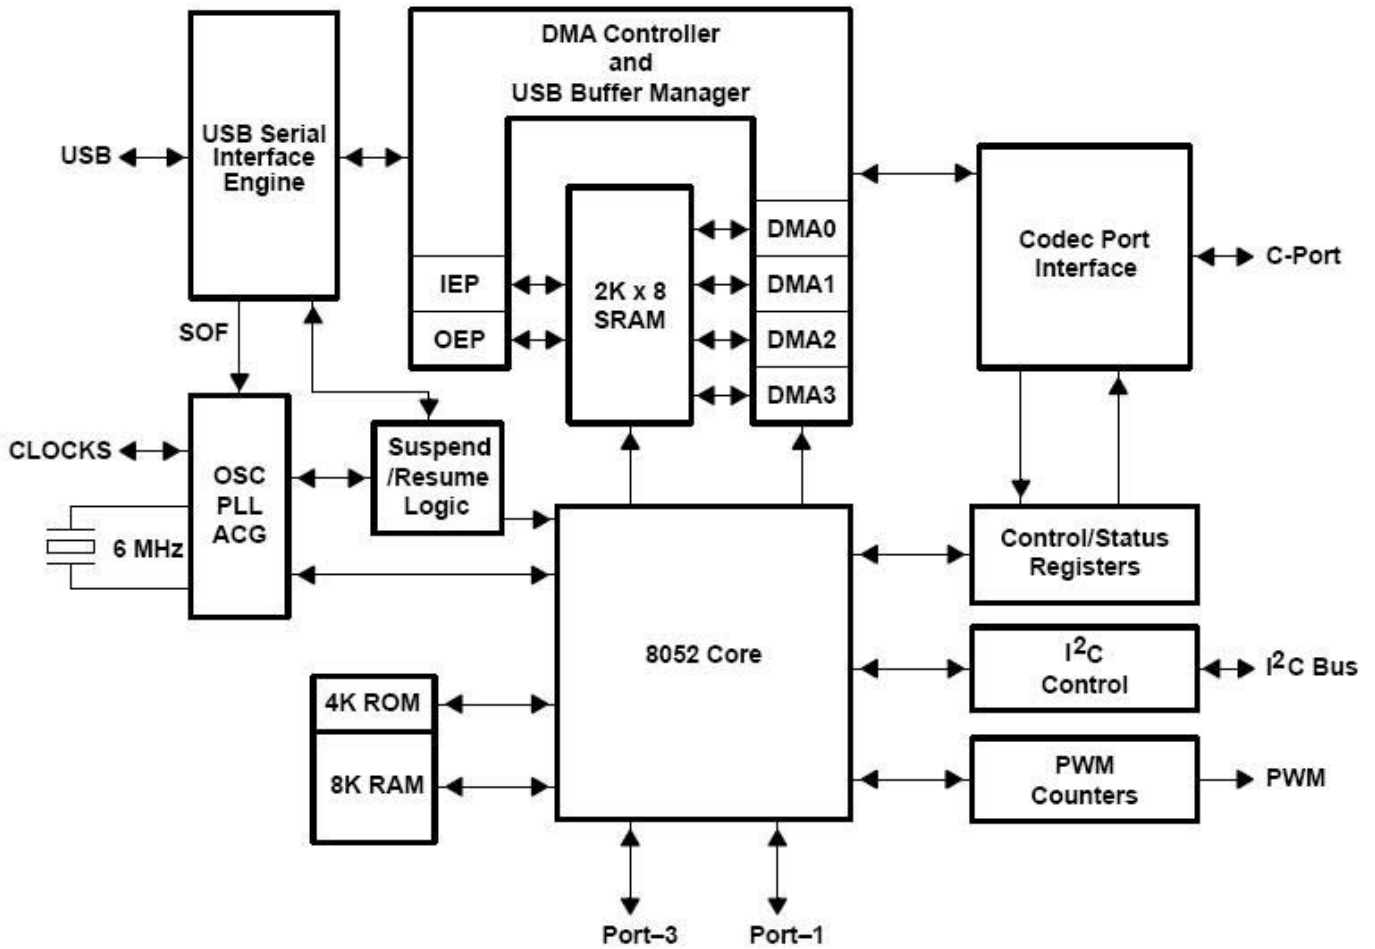 DMA Controller
and
USB Buffer Manager
USB
USB Serial
Interface
Engine
DMA0
IEP
2K x 8
SRAM
DMA1
OEP
DMA2
DMA3
Codec Port
Interface
C-Port
SOF
CLOCKS
OSC
PLL
ACG
6 MHz
Suspend
/Resume
Logic
Control/Status
Registers
8052 Core
I²C
Control
I²C Bus
4K ROM
8K RAM
PWM
Counters
PWM
Port–3
Port–1